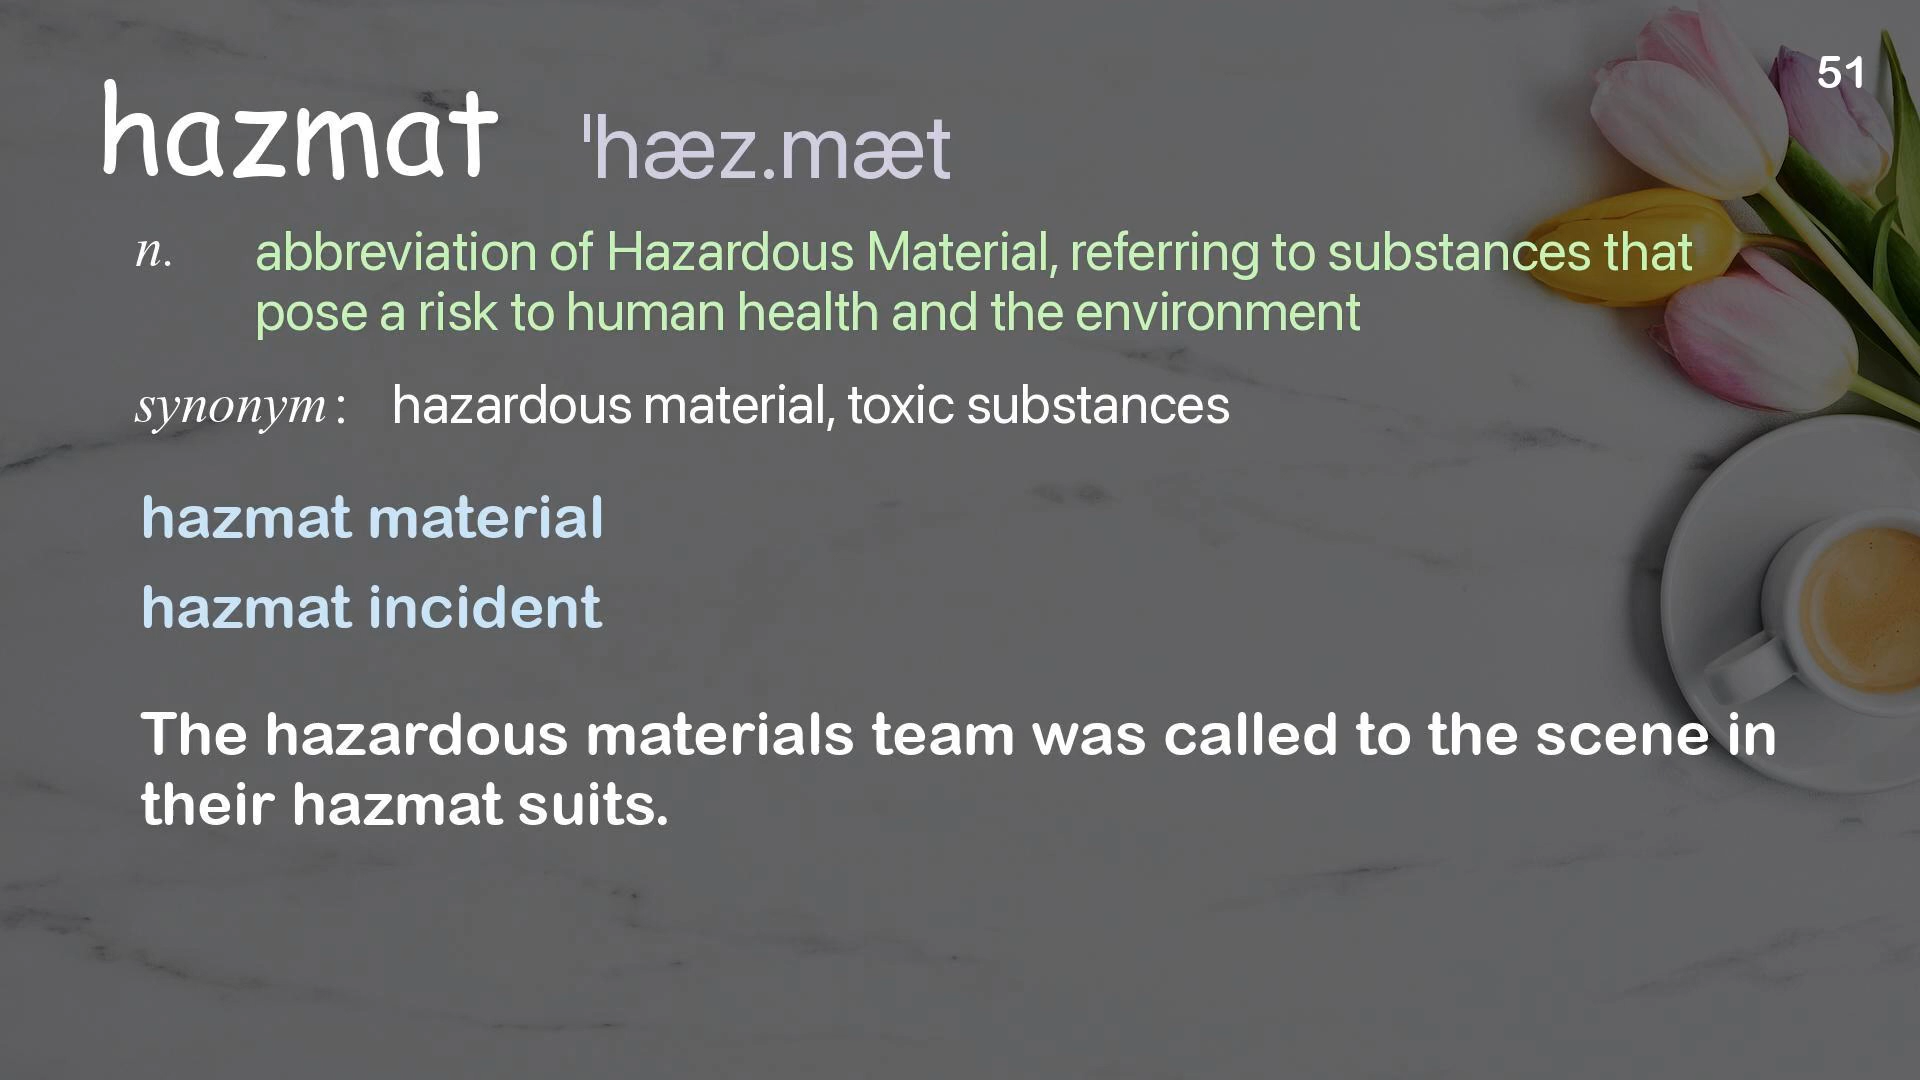 51
hazmat ˈhæz.mæt
n. abbreviation of Hazardous Material, referring to substances that
pose a risk to human health and the environment
synonym : hazardous material, toxic substances
hazmat material
hazmat incident
The hazardous materials team was called to the scene in
their hazmat suits.